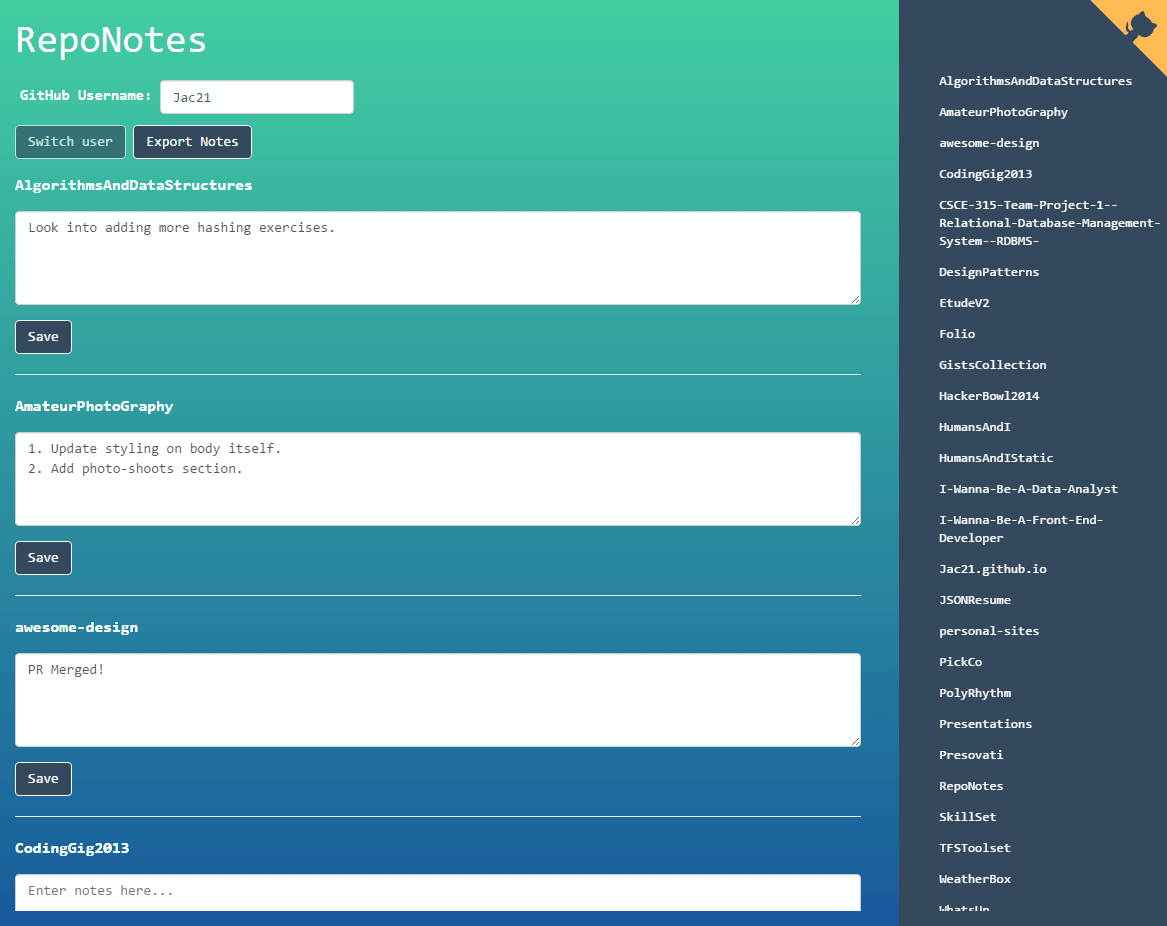 RepoNotes
GitHub Username: Jac21
Switch user Export Notes
AlgorithmsAndDataStructures
Look into adding more hashing exercises.
Save
AmateurPhotoGraphy
1. Update styling on body itself.
2. Add photo-shoots section.
Save
awesome-design
PR Merged!
Save
CodingGig2013
Enter notes here...
AlgorithmsAndDataStructures
AmateurPhotoGraphy
awesome-design
CodingGig2013
CSCE-315-Team-Project-1--
Relational-Database-Management-
System--RDBMS-
DesignPatterns
EtudeV2
Folio
GistsCollection
HackerBowl2014
HumansAndI
HumansAndIStatic
I-Wanna-Be-A-Data-Analyst
I-Wanna-Be-A-Front-End-
Developer
Jac21.github.io
JSONResume
personal-sites
PickCo
PolyRhythm
Presentations
Presovati
RepoNotes
SkillSet
TFSToolset
WeatherBox